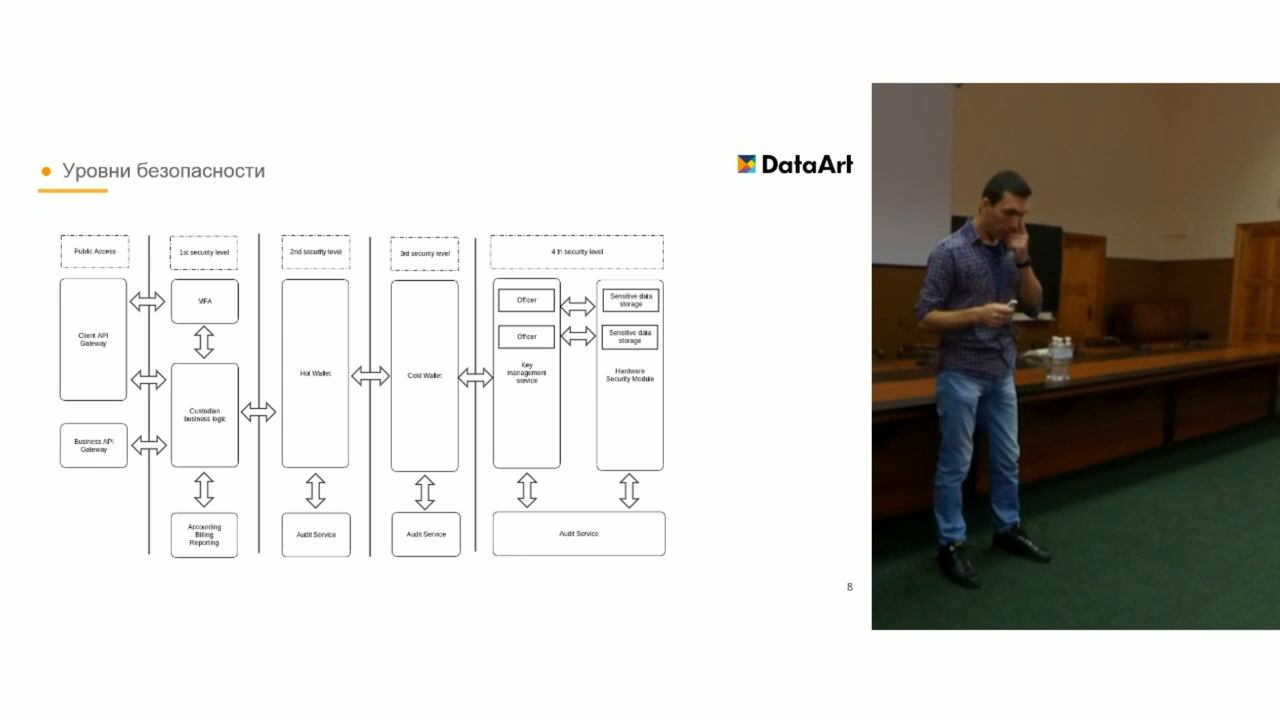 Уровни безопасности
DataArt
Public Access
1st security level
2nd security level
3rd security level
4 th security level
Client API
Gateway
Business API
Gateway
MFA
Custodian
business logic
Accounting
Billing
Reporting
Hot Wallet
Audit Service
Cold Wallet
Audit Service
Officer
Officer
Key
management
service
Sensitive data
storage
Sensitive data
storage
Hardware
Security Module
Audit Service
8